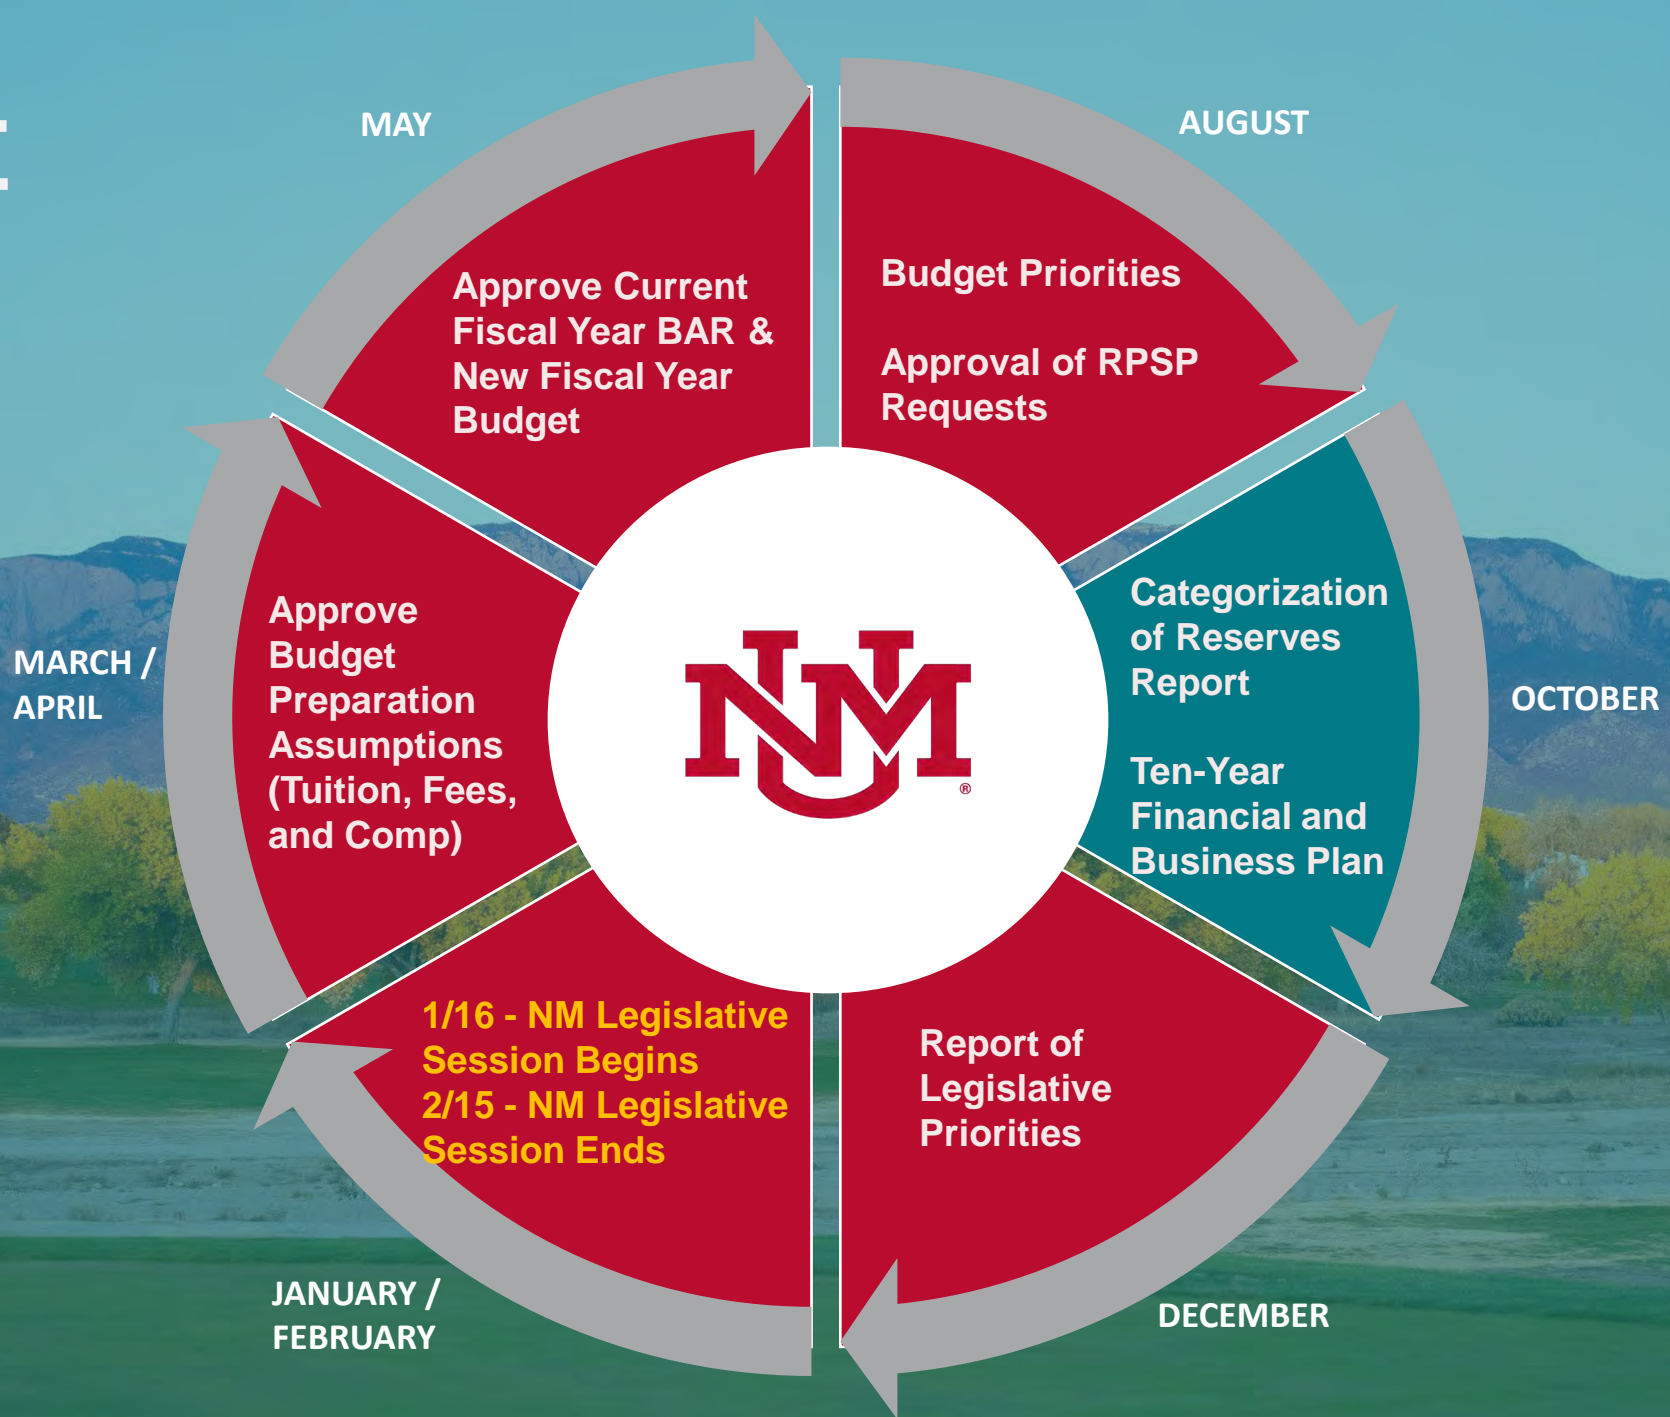 MAY
AUGUST
Approve Current
Fiscal Year BAR &
New Fiscal Year
Budget
Budget Priorities
Approval of RPSP
Requests
Categorization
of Reserves
Report
Ten-Year
Financial and
Business Plan
OCTOBER
Report of
Legislative
Priorities
DECEMBER
1/16 - NM Legislative
Session Begins
2/15 - NM Legislative
Session Ends
JANUARY /
FEBRUARY
Approve
Budget
Preparation
Assumptions
(Tuition, Fees,
and Comp)
MARCH /
APRIL
UNM
®